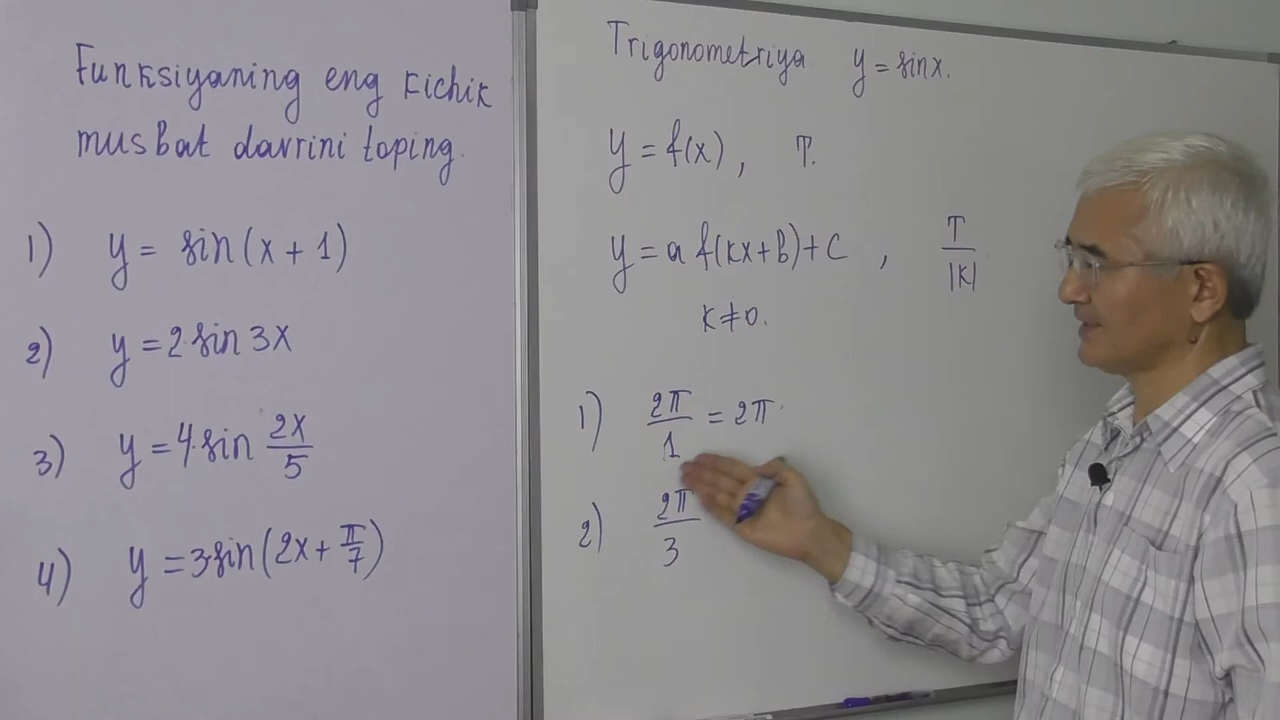 Funksiyaning eng kichik
musbat davrini toping.
1) y = sin(x + 1)
2) y = 2·sin 3x
3) y = 4·sin 2x/5
4) y = 3·sin(2x + π/7)
Trigonometriya y = sinx.
y = f(x), T.
y = a f(kx+b)+c, T/|k|
k≠0.
1) 2π/1 = 2π
2) 2π/3